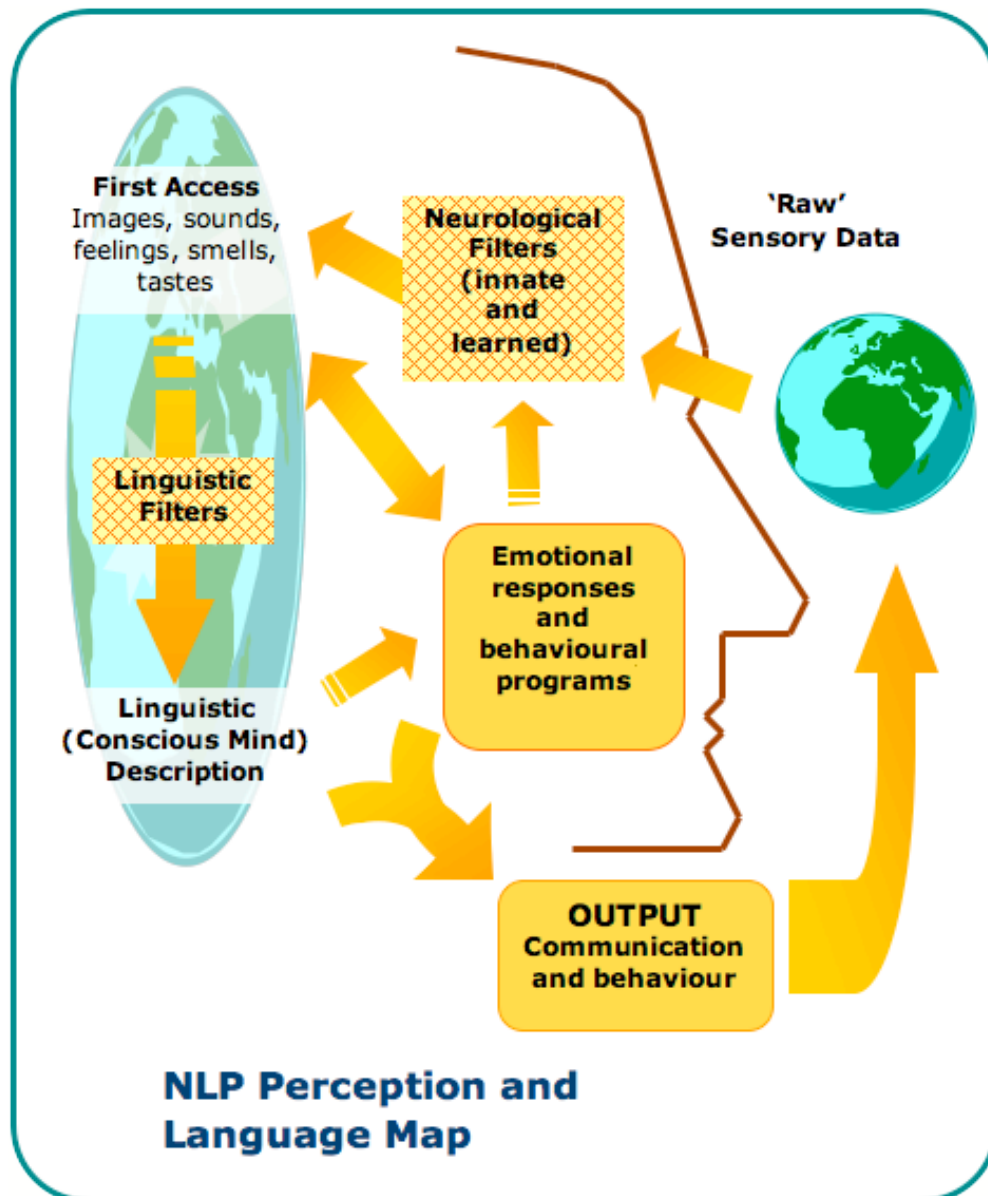 First Access
Images, sounds,
feelings, smells,
tastes
Neurological
Filters
(innate
and
learned)
‘Raw’
Sensory Data
Linguistic
Filters
Emotional
responses
and
behavioural
programs
Linguistic
(Conscious Mind)
Description
OUTPUT
Communication
and behaviour
NLP Perception and
Language Map